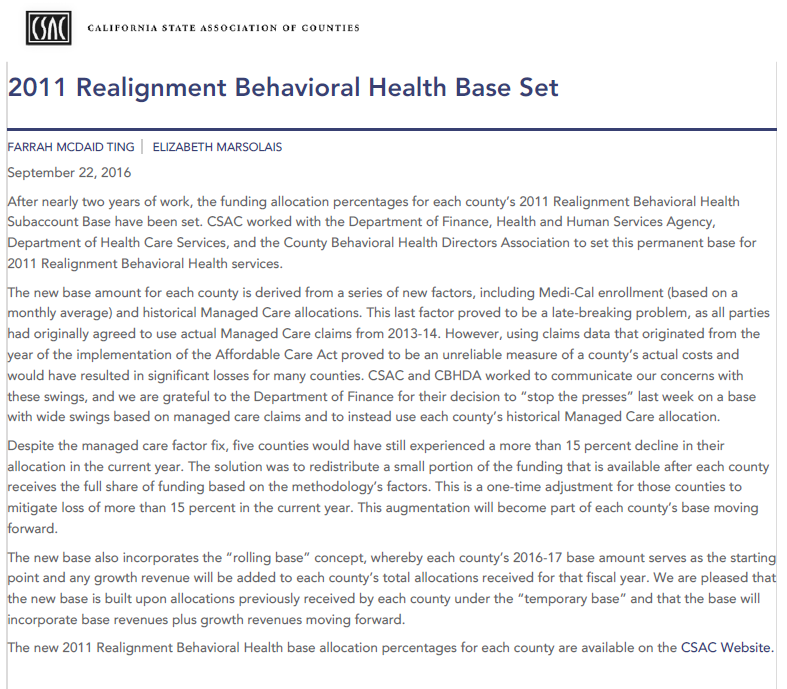 CSAC
CALIFORNIA STATE ASSOCIATION OF COUNTIES
2011 Realignment Behavioral Health Base Set
FARRAH MCDAID TING | ELIZABETH MARSOLAIS
September 22, 2016
After nearly two years of work, the funding allocation percentages for each county's 2011 Realignment Behavioral Health
Subaccount Base have been set. CSAC worked with the Department of Finance, Health and Human Services Agency,
Department of Health Care Services, and the County Behavioral Health Directors Association to set this permanent base for
2011 Realignment Behavioral Health services.
The new base amount for each county is derived from a series of new factors, including Medi-Cal enrollment (based on a
monthly average) and historical Managed Care allocations. This last factor proved to be a late-breaking problem, as all parties
had originally agreed to use actual Managed Care claims from 2013-14. However, using claims data that originated from the
year of the implementation of the Affordable Care Act proved to be an unreliable measure of a county's actual costs and
would have resulted in significant losses for many counties. CSAC and CBHDA worked to communicate our concerns with
these swings, and we are grateful to the Department of Finance for their decision to "stop the presses" last week on a base
with wide swings based on managed care claims and to instead use each county's historical Managed Care allocation.
Despite the managed care factor fix, five counties would have still experienced a more than 15 percent decline in their
allocation in the current year. The solution was to redistribute a small portion of the funding that is available after each county
receives the full share of funding based on the methodology's factors. This is a one-time adjustment for those counties to
mitigate loss of more than 15 percent in the current year. This augmentation will become part of each county's base moving
forward.
The new base also incorporates the "rolling base" concept, whereby each county's 2016-17 base amount serves as the starting
point and any growth revenue will be added to each county's total allocations received for that fiscal year. We are pleased that
the new base is built upon allocations previously received by each county under the "temporary base" and that the base will
incorporate base revenues plus growth revenues moving forward.
The new 2011 Realignment Behavioral Health base allocation percentages for each county are available on the CSAC Website.